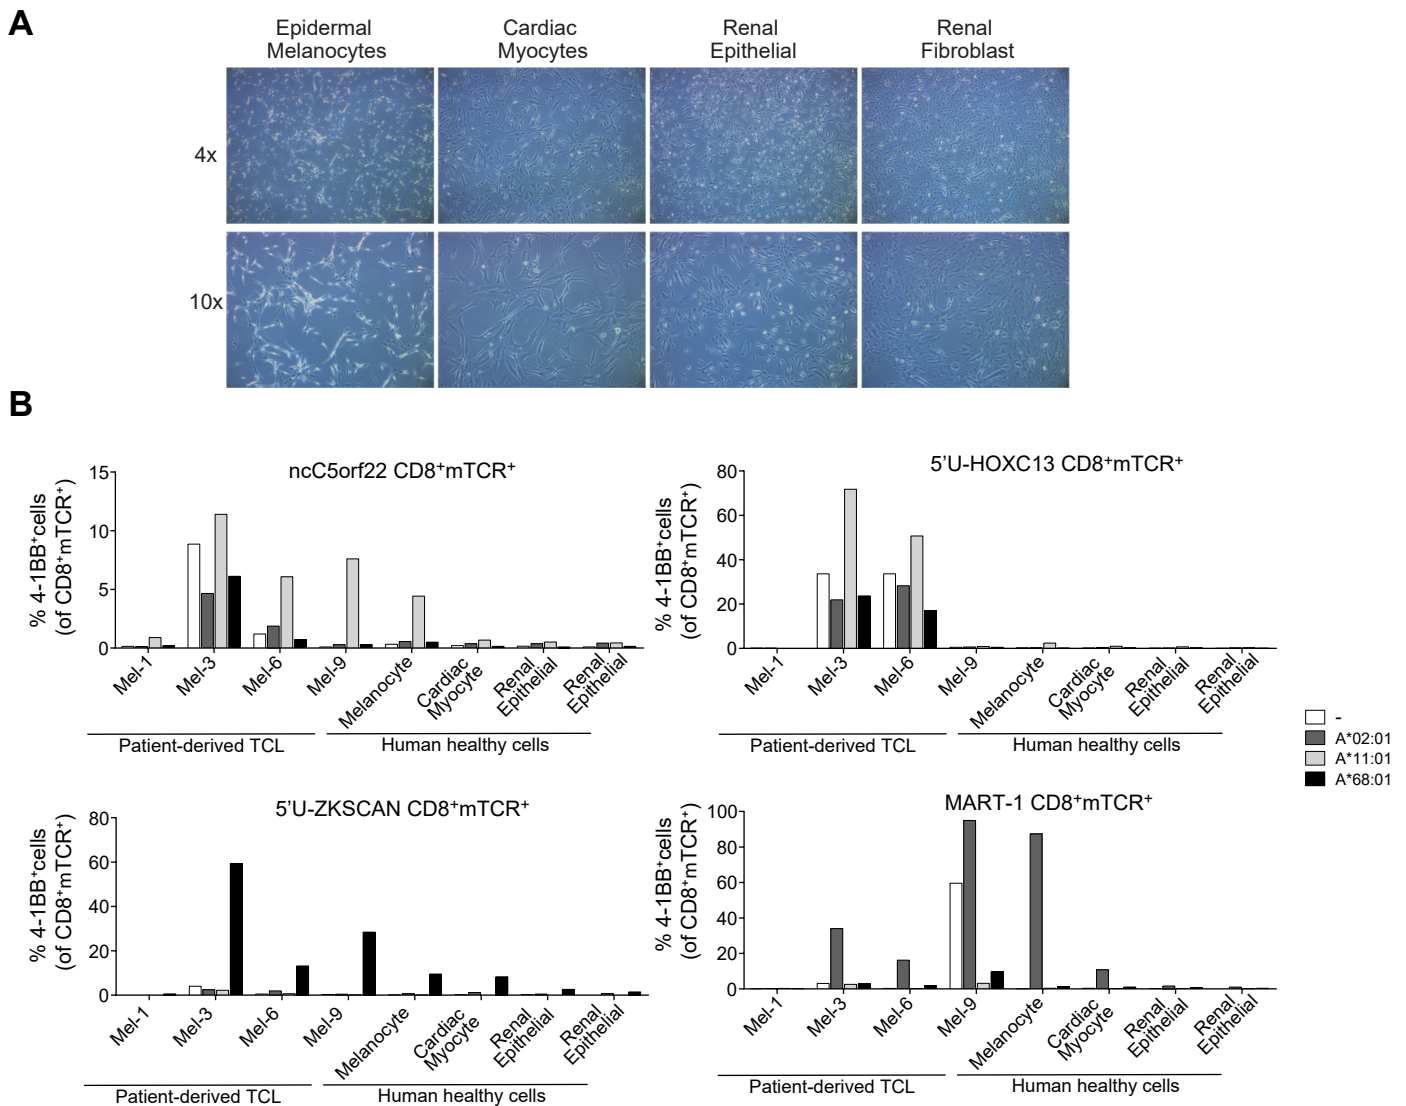 A
Epidermal
Melanocytes
Cardiac
Myocytes
Renal
Epithelial
Renal
Fibroblast
4x
10x
B
ncC5orf22 CD8⁺mTCR⁺
% 4-1BB⁺cells
(of CD8⁺mTCR⁺)
15
10
5
0
Mel-1
Mel-3
Mel-6
Mel-9
Melanocyte
Cardiac
Myocyte
Renal
Epithelial
Renal
Epithelial
Patient-derived TCL
Human healthy cells
5'U-HOXC13 CD8⁺mTCR⁺
% 4-1BB⁺cells
(of CD8⁺mTCR⁺)
80
60
40
20
0
Mel-1
Mel-3
Mel-6
Mel-9
Melanocyte
Cardiac
Myocyte
Renal
Epithelial
Renal
Epithelial
Patient-derived TCL
Human healthy cells
-
A*02:01
A*11:01
A*68:01
5'U-ZKSCAN CD8⁺mTCR⁺
% 4-1BB⁺cells
(of CD8⁺mTCR⁺)
80
60
40
20
0
Mel-1
Mel-3
Mel-6
Mel-9
Melanocyte
Cardiac
Myocyte
Renal
Epithelial
Renal
Epithelial
Patient-derived TCL
Human healthy cells
MART-1 CD8⁺mTCR⁺
% 4-1BB⁺cells
(of CD8⁺mTCR⁺)
100
80
60
40
20
0
Mel-1
Mel-3
Mel-6
Mel-9
Melanocyte
Cardiac
Myocyte
Renal
Epithelial
Renal
Epithelial
Patient-derived TCL
Human healthy cells